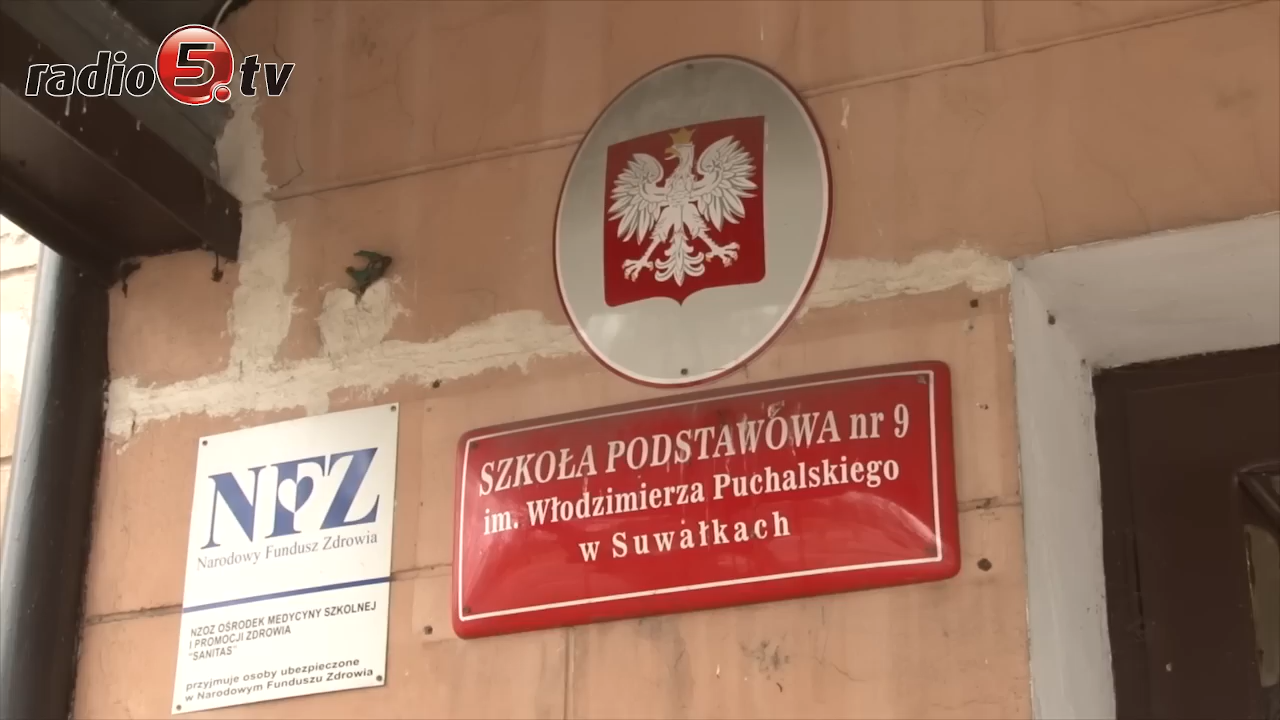 radio5.tv
SZKOŁA PODSTAWÓWA nr 9
im. Włodzimierza Puchalskiego
w Suwałkach
NFZ
Narodowy Fundusz Zdrowia
NZOZ OŚRODEK MEDYCYNY SZKOLNEJ
I PROMOCJI ZDROWIA
"SANITAS"
przyjmuje osoby ubezpieczone
w Narodowym Funduszu Zdrowia